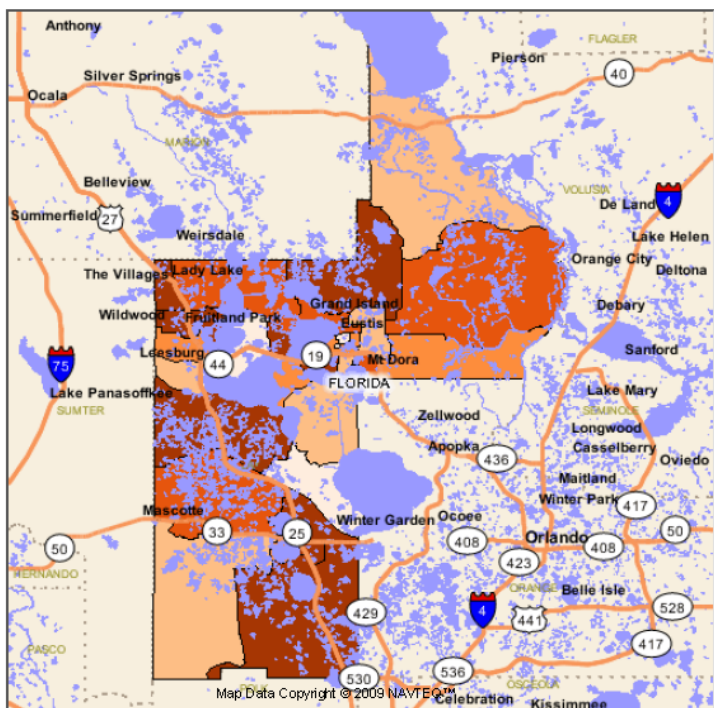 Anthony
FLAGLER
Pierson
40
Silver Springs
Ocala
MARION
Belleview
VOLUSIA
De Land
4
Summerfield
27
Weirsdale
Lake Helen
Orange City
Deltona
The Villages
Lady Lake
Grand Island
Debary
Wildwood
Fruitland Park
Eustis
Sanford
Leesburg
44
19
Mt Dora
75
FLORIDA
Lake Panasoffkee
Lake Mary
SUMTER
Zellwood
SEMINOLE
Longwood
Apopka
Casselberry
436
Oviedo
Maitland
Winter Park
417
Mascotte
Winter Garden
Ocoee
33
25
50
50
408
Orlando
408
423
HERNANDO
ORANGE
Belle Isle
429
4
441
528
PASCO
417
530
536
OSCEOLA
POLK
Map Data Copyright © 2009 NAVTEQ™
Celebration
Kissimmee